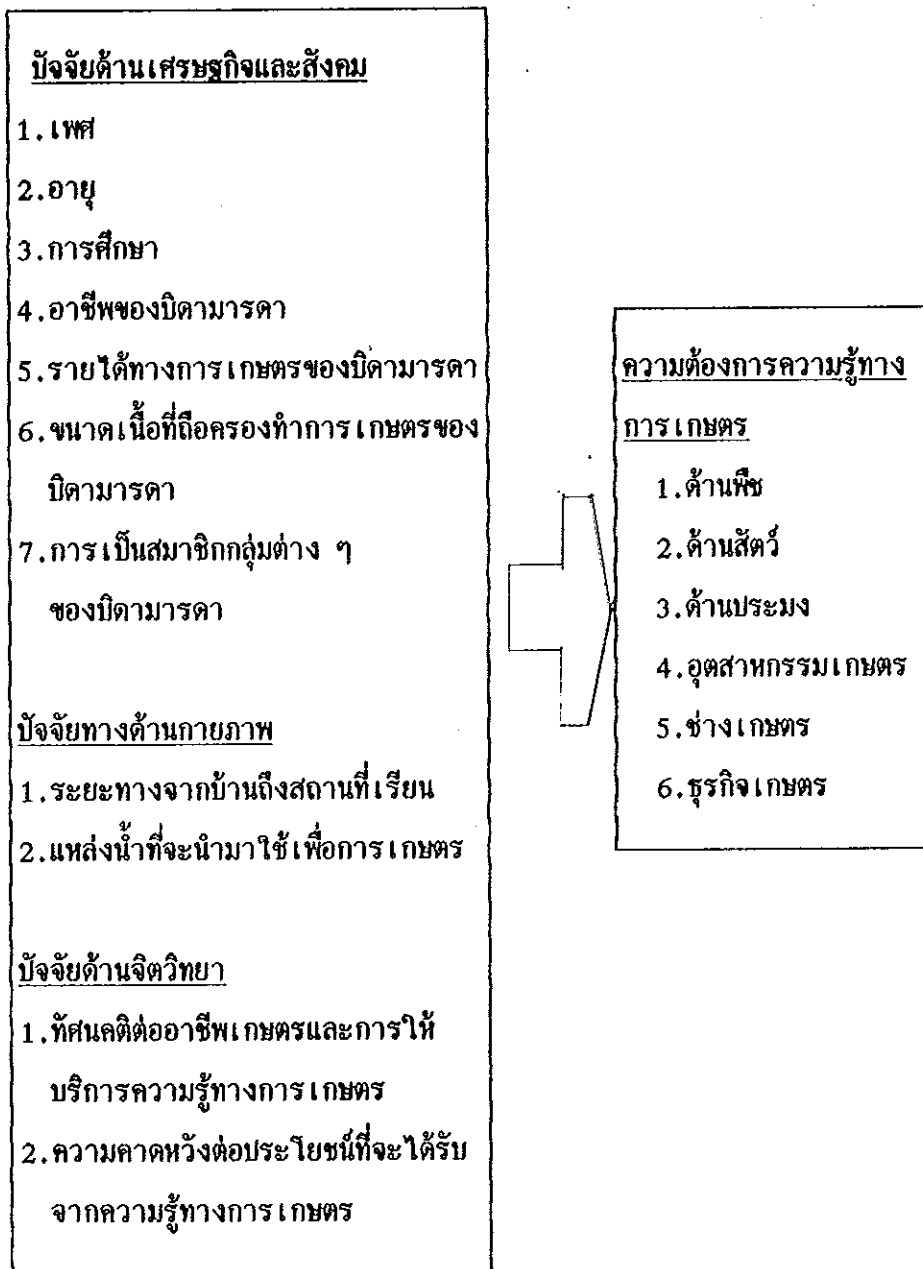 ปัจจัยด้านเศรษฐกิจและสังคม
1.เพศ
2.อายุ
3.การศึกษา
4.อาชีพของบิดามารดา
5.รายได้ทางการเกษตรของบิดามารดา
6.ขนาดเนื้อที่ถือครองทำการเกษตรของ
บิดามารดา
7.การเป็นสมาชิกกลุ่มต่าง ๆ
ของบิดามารดา
ปัจจัยทางด้านกายภาพ
1.ระยะทางจากบ้านถึงสถานที่เรียน
2.แหล่งน้ำที่จะนำมาใช้เพื่อการเกษตร
ปัจจัยด้านจิตวิทยา
1.ทัศนคติต่ออาชีพเกษตรและการให้
บริการความรู้ทางการเกษตร
2.ความคาดหวังต่อประโยชน์ที่จะได้รับ
จากความรู้ทางการเกษตร
ความต้องการความรู้ทาง
การเกษตร
1.ด้านพืช
2.ด้านสัตว์
3.ด้านประมง
4.อุตสาหกรรมเกษตร
5.ช่างเกษตร
6.ธุรกิจเกษตร